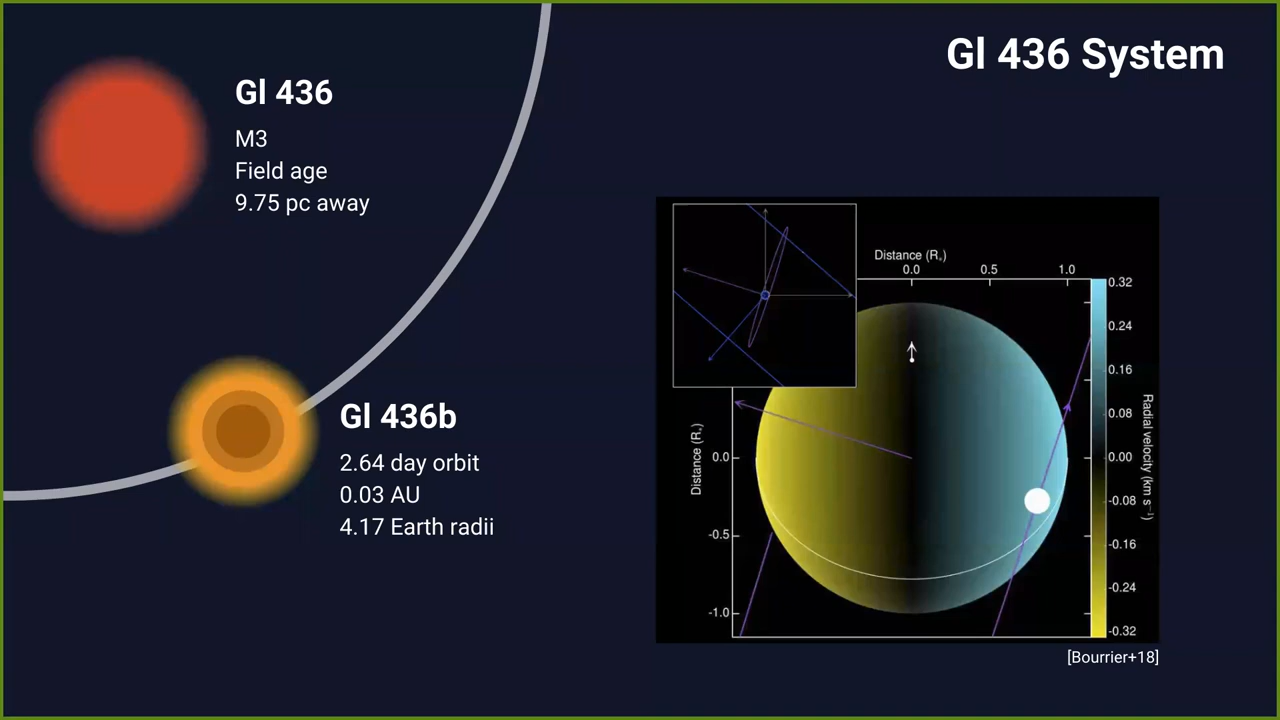 Gl 436 System
Gl 436
M3
Field age
9.75 pc away
Gl 436b
2.64 day orbit
0.03 AU
4.17 Earth radii
Distance (R⋆)
0.0 0.5 1.0
Distance (R⋆)
0.0
-0.5
-1.0
0.32
0.24
0.16
0.08
0.00
-0.08
-0.16
-0.24
-0.32
Radial velocity (km s⁻¹)
[Bourrier+18]